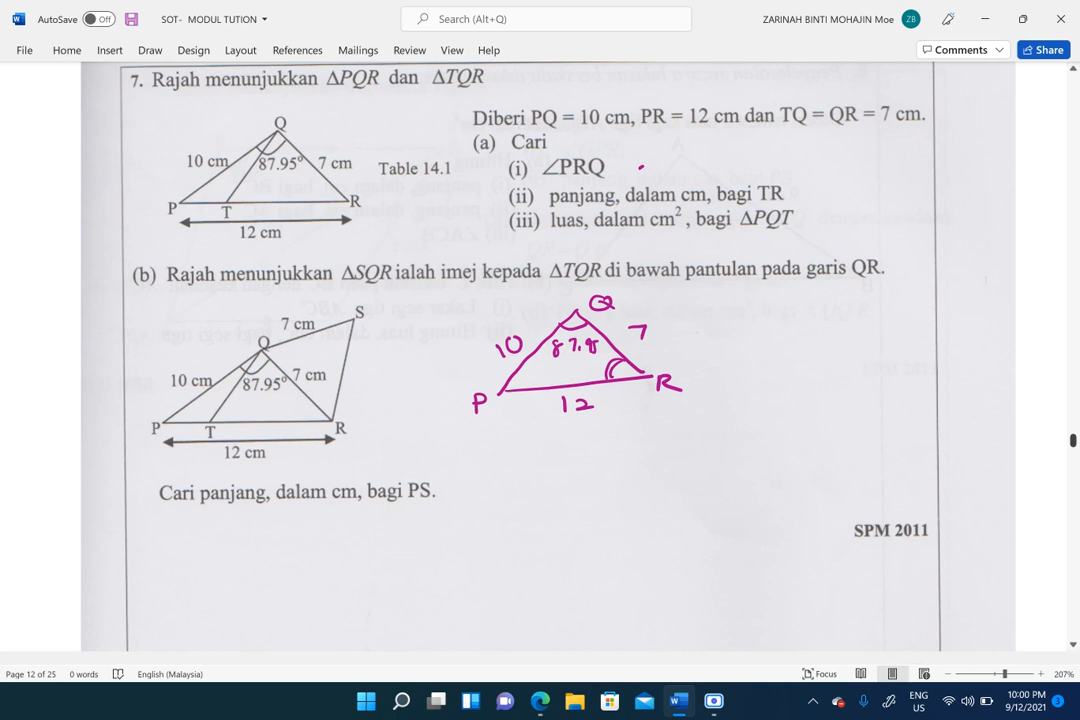 AutoSave Off SOT- MODUL TUTION Search (Alt+Q) ZARINAH BINTI MOHAJIN Moe ZB
File Home Insert Draw Design Layout References Mailings Review View Help Comments Share
7. Rajah menunjukkan ΔPQR dan ΔTQR
Diberi PQ = 10 cm, PR = 12 cm dan TQ = QR = 7 cm.
(a) Cari
(i) ∠PRQ
(ii) panjang, dalam cm, bagi TR
(iii) luas, dalam cm², bagi ΔPQT
Q
10 cm 87.95° 7 cm Table 14.1
P T R
12 cm
(b) Rajah menunjukkan ΔSQR ialah imej kepada ΔTQR di bawah pantulan pada garis QR.
7 cm S
Q
10 cm 87.95° 7 cm
P T R
12 cm
Q
10 87.95 7
P 12 R
Cari panjang, dalam cm, bagi PS.
SPM 2011
Page 12 of 25 0 words English (Malaysia) Focus 207%
ENG US 10:00 PM 9/12/2021 3